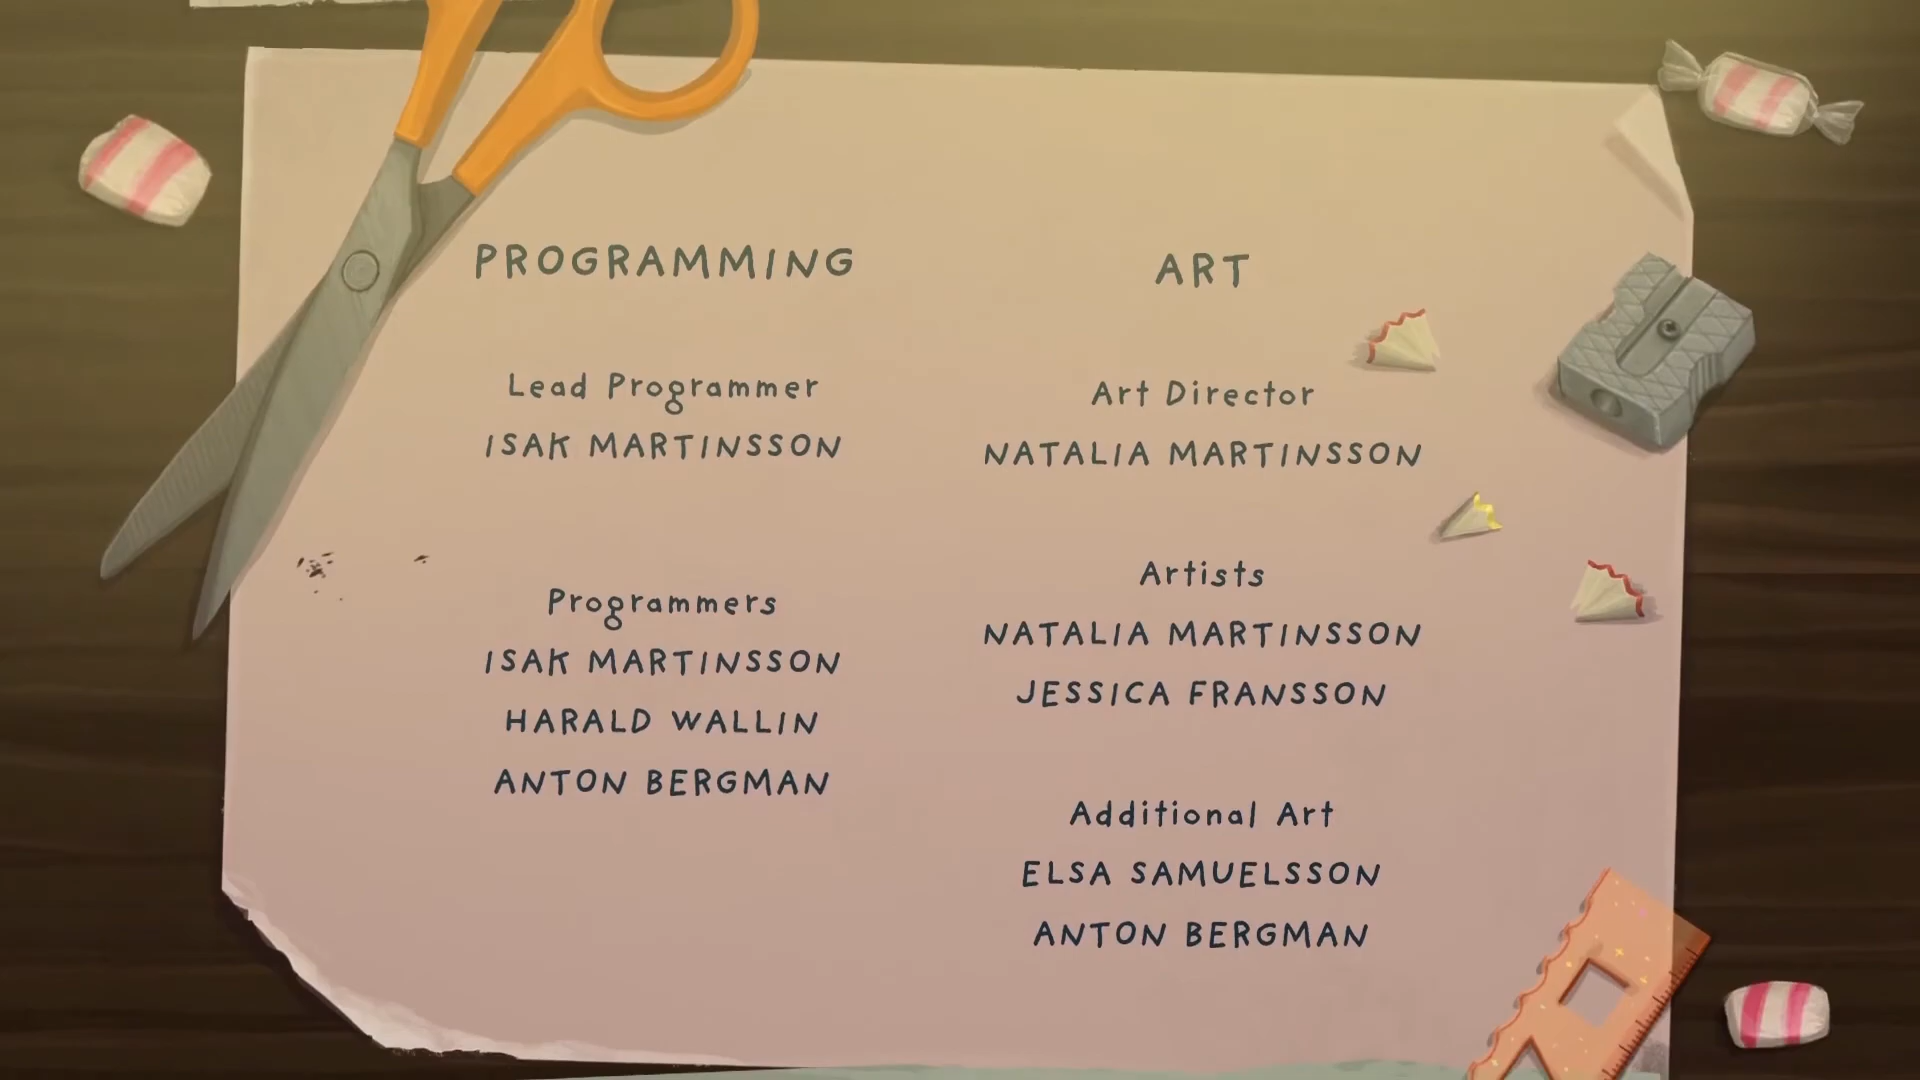 PROGRAMMING
Lead Programmer
ISAK MARTINSSON
Programmers
ISAK MARTINSSON
HARALD WALLIN
ANTON BERGMAN
ART
Art Director
NATALIA MARTINSSON
Artists
NATALIA MARTINSSON
JESSICA FRANSSON
Additional Art
ELSA SAMUELSSON
ANTON BERGMAN